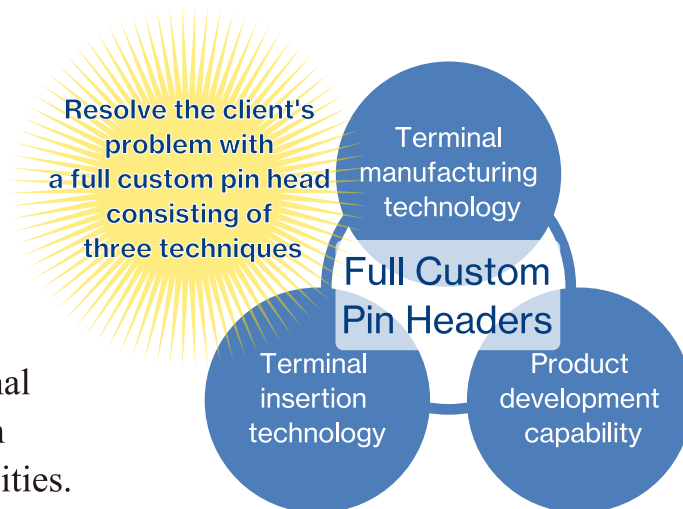 Resolve the client's
problem with
a full custom pin head
consisting of
three techniques
Terminal
manufacturing
technology
Full Custom
Pin Headers
Terminal
insertion
technology
Product
development
capability